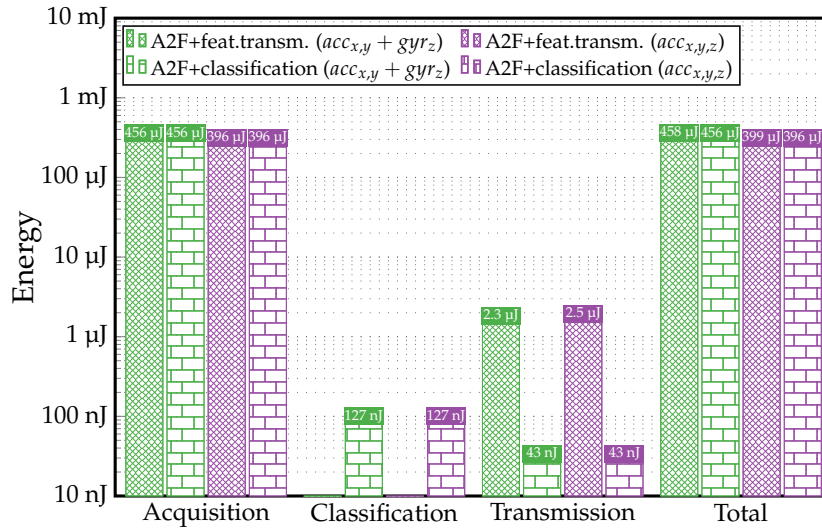 10 mJ
1 mJ
100 µJ
10 µJ
1 µJ
100 nJ
10 nJ
Energy
A2F+feat.transm. (acc_{x,y} + gyr_z) A2F+feat.transm. (acc_{x,y,z})
A2F+classification (acc_{x,y} + gyr_z) A2F+classification (acc_{x,y,z})
456 µJ 456 µJ 396 µJ 396 µJ
127 nJ 127 nJ
2.3 µJ 43 nJ 2.5 µJ 43 nJ
458 µJ 456 µJ 399 µJ 396 µJ
Acquisition Classification Transmission Total